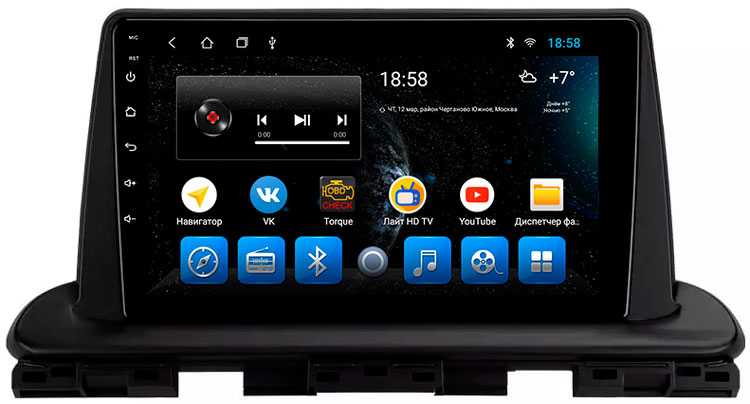 MIC
RST
18:58
18:58
+7°
ЧТ, 12 мар, район Чертаново Южное, Москва
Днём +8°
Ночью +5°
0:00
0:00
OBD
CHECK
Навигатор
VK
Torque
Лайт HD TV
YouTube
Диспетчер фа..